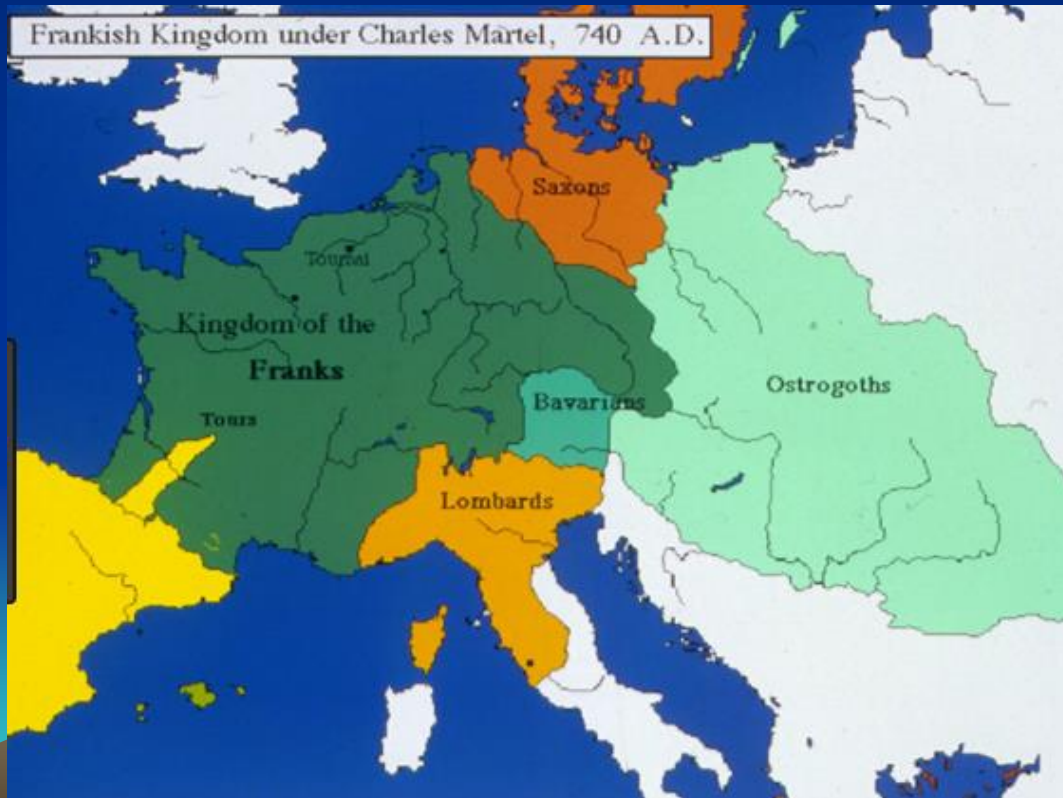 Frankish Kingdom under Charles Martel, 740 A.D.
Saxons
Tournai
Kingdom of the
Franks
Ostrogoths
Bavarians
Tours
Lombards